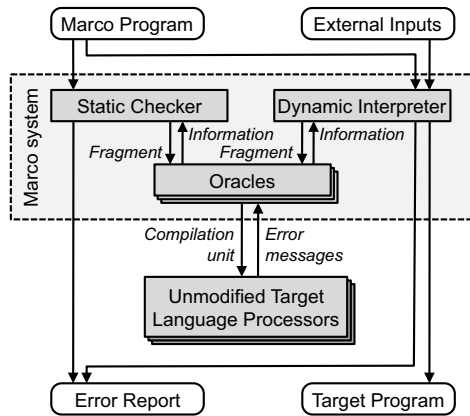 Marco Program
External Inputs
Marco system
Static Checker
Dynamic Interpreter
Information
Information
Fragment
Fragment
Oracles
Compilation
unit
Error
messages
Unmodified Target
Language Processors
Error Report
Target Program